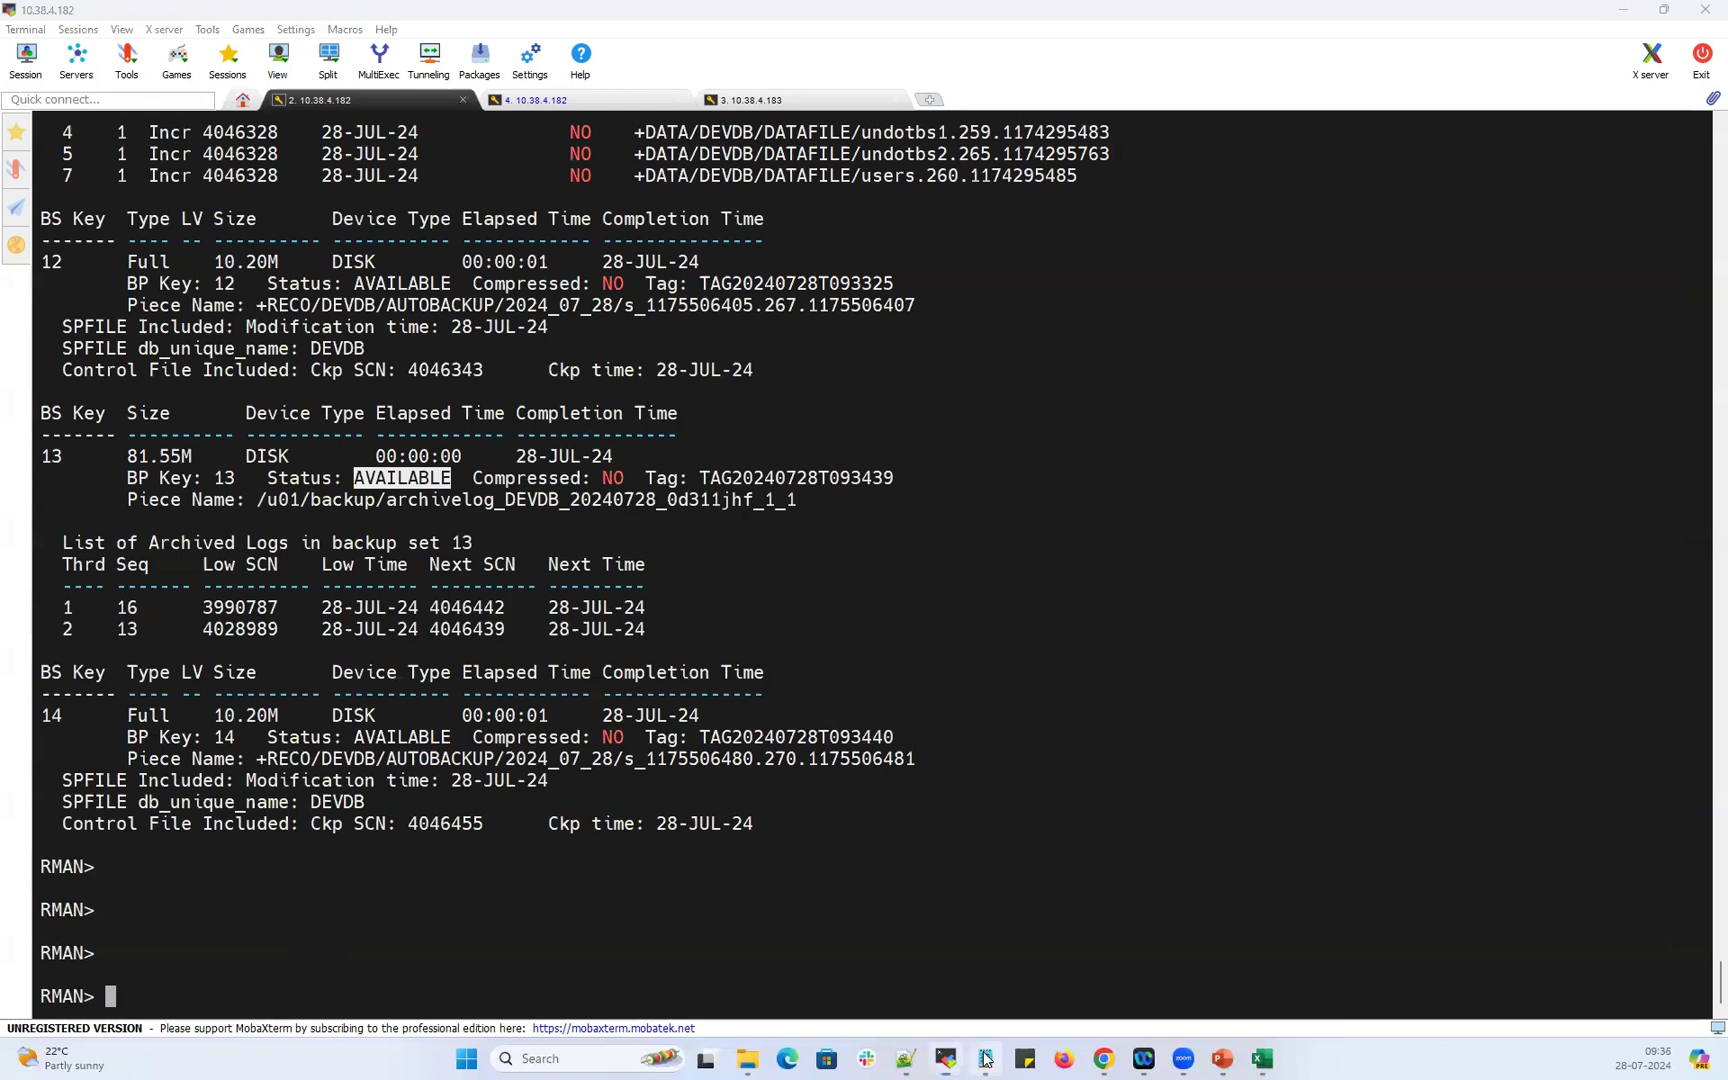 10.38.4.182
Terminal Sessions View X server Tools Games Settings Macros Help
Session Servers Tools Games Sessions View Split MultiExec Tunneling Packages Settings Help X server Exit
Quick connect... 2. 10.38.4.182 4. 10.38.4.182 3. 10.38.4.183
4 1 Incr 4046328 28-JUL-24 NO +DATA/DEVDB/DATAFILE/undotbs1.259.1174295483
5 1 Incr 4046328 28-JUL-24 NO +DATA/DEVDB/DATAFILE/undotbs2.265.1174295763
7 1 Incr 4046328 28-JUL-24 NO +DATA/DEVDB/DATAFILE/users.260.1174295485
BS Key Type LV Size Device Type Elapsed Time Completion Time
------- ---- -- ---------- ----------- ------------ ---------------
12 Full 10.20M DISK 00:00:01 28-JUL-24
BP Key: 12 Status: AVAILABLE Compressed: NO Tag: TAG20240728T093325
Piece Name: +RECO/DEVDB/AUTOBACKUP/2024_07_28/s_1175506405.267.1175506407
SPFILE Included: Modification time: 28-JUL-24
SPFILE db_unique_name: DEVDB
Control File Included: Ckp SCN: 4046343 Ckp time: 28-JUL-24
BS Key Size Device Type Elapsed Time Completion Time
------- ---------- ----------- ------------ ---------------
13 81.55M DISK 00:00:00 28-JUL-24
BP Key: 13 Status: AVAILABLE Compressed: NO Tag: TAG20240728T093439
Piece Name: /u01/backup/archivelog_DEVDB_20240728_0d311jhf_1_1
List of Archived Logs in backup set 13
Thrd Seq Low SCN Low Time Next SCN Next Time
---- ------- ---------- --------- ---------- ---------
1 16 3990787 28-JUL-24 4046442 28-JUL-24
2 13 4028989 28-JUL-24 4046439 28-JUL-24
BS Key Type LV Size Device Type Elapsed Time Completion Time
------- ---- -- ---------- ----------- ------------ ---------------
14 Full 10.20M DISK 00:00:01 28-JUL-24
BP Key: 14 Status: AVAILABLE Compressed: NO Tag: TAG20240728T093440
Piece Name: +RECO/DEVDB/AUTOBACKUP/2024_07_28/s_1175506480.270.1175506481
SPFILE Included: Modification time: 28-JUL-24
SPFILE db_unique_name: DEVDB
Control File Included: Ckp SCN: 4046455 Ckp time: 28-JUL-24
RMAN>
RMAN>
RMAN>
RMAN>
UNREGISTERED VERSION - Please support MobaXterm by subscribing to the professional edition here: https://mobaxterm.mobatek.net
22°C
Partly sunny
Search
zoom
09:36
28-07-2024
PRE